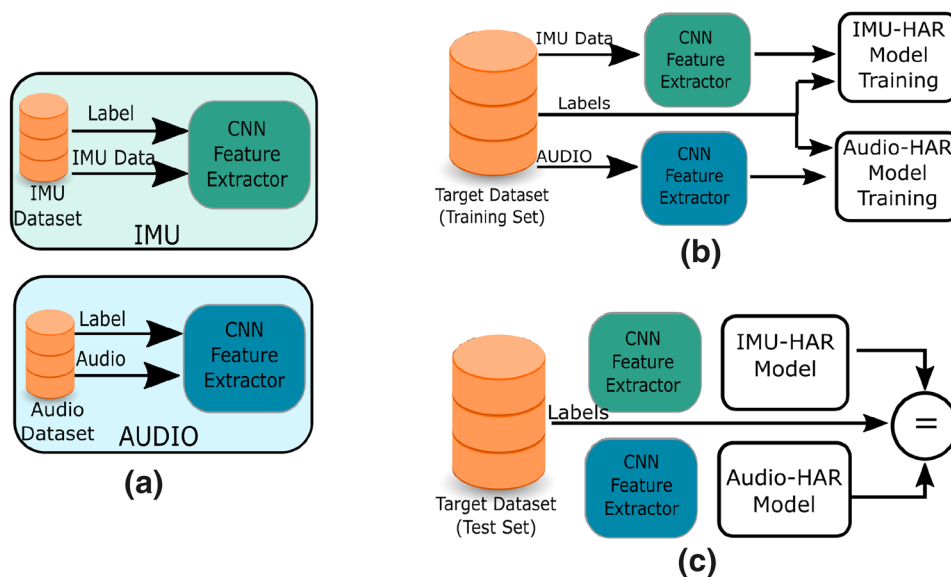 Label
IMU Data
CNN
Feature
Extractor
IMU
Dataset
IMU
Label
Audio
CNN
Feature
Extractor
Audio
Dataset
AUDIO
(a)
IMU Data
CNN
Feature
Extractor
IMU-HAR
Model
Training
Labels
AUDIO
CNN
Feature
Extractor
Audio-HAR
Model
Training
Target Dataset
(Training Set)
(b)
CNN
Feature
Extractor
IMU-HAR
Model
Labels
=
CNN
Feature
Extractor
Audio-HAR
Model
Target Dataset
(Test Set)
(c)